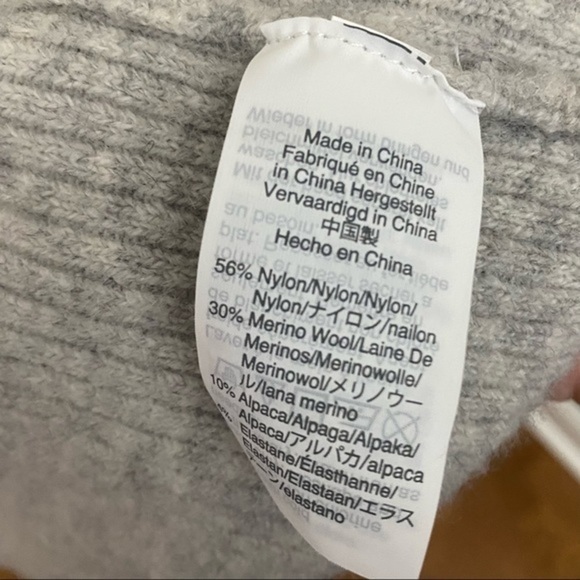 Made in China
Fabriqué en Chine
in China Hergestellt
Vervaardigd in China
中国製
Hecho en China
56% Nylon/Nylon/Nylon/
Nylon/ナイロン/nailon
30% Merino Wool/Laine De
Merinos/Merinowolle/
Merinowol/メリノウー
ル/lana merino
10% Alpaca/Alpaga/Alpaka/
Alpaca/アルパカ/alpaca
Elastane/Élasthanne/
Elastan/Elastaan/エラス
ン/elastano